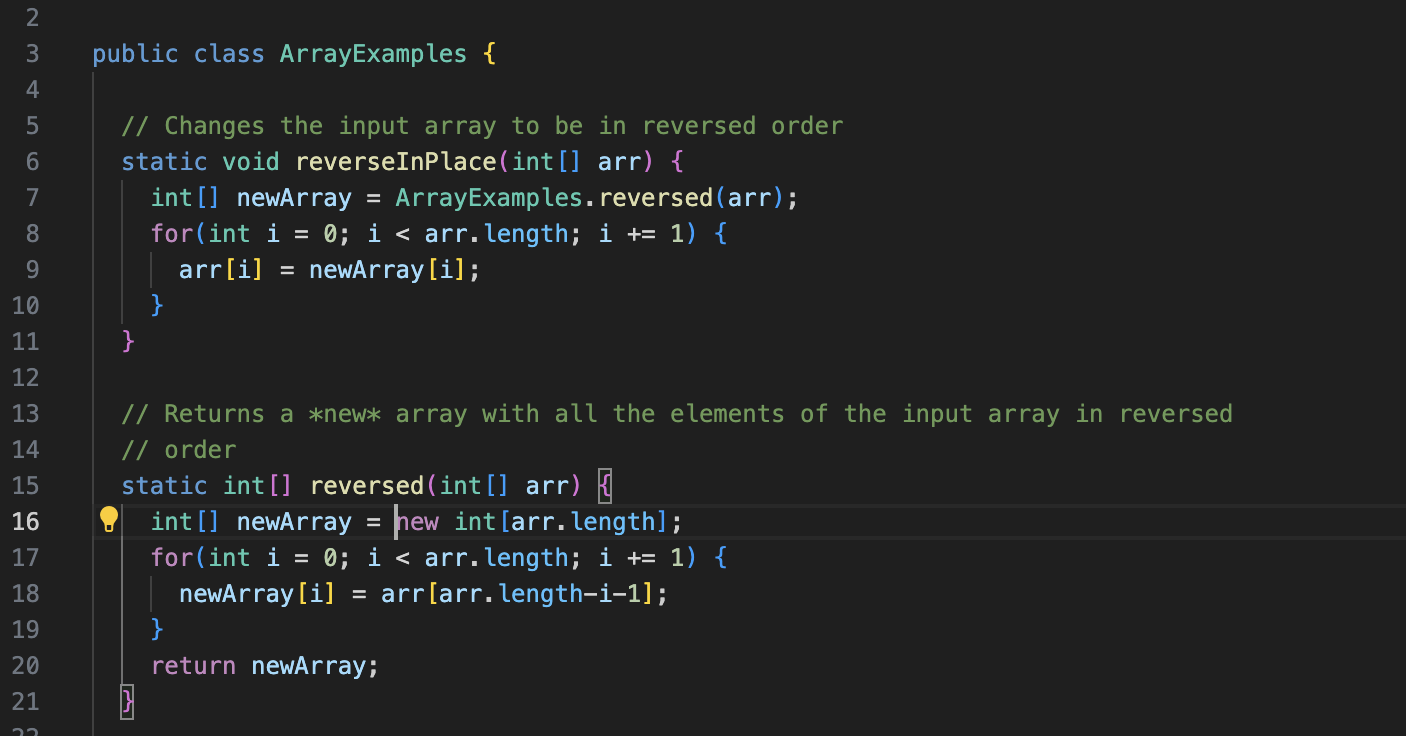 2
3 public class ArrayExamples {
4
5 // Changes the input array to be in reversed order
6 static void reverseInPlace(int[] arr) {
7 int[] newArray = ArrayExamples.reversed(arr);
8 for(int i = 0; i < arr.length; i += 1) {
9 arr[i] = newArray[i];
10 }
11 }
12
13 // Returns a *new* array with all the elements of the input array in reversed
14 // order
15 static int[] reversed(int[] arr) {
16 int[] newArray = new int[arr.length];
17 for(int i = 0; i < arr.length; i += 1) {
18 newArray[i] = arr[arr.length-i-1];
19 }
20 return newArray;
21 }